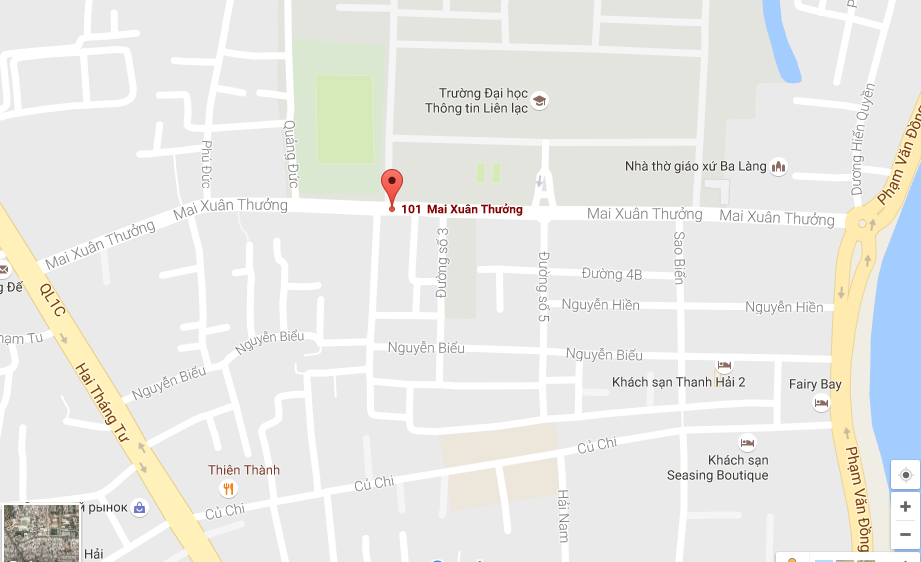 Trường Đại học
Thông tin Liên lạc
Dương Hiến Quyền
Phạm Văn Đồng
Quảng Đức
Phú Đức
Nhà thờ giáo xứ Ba Làng
Mai Xuân Thưởng
101 Mai Xuân Thưởng
Mai Xuân Thưởng
Mai Xuân Thưởng
Mai Xuân Thưởng
Đường số 3
Đường số 5
Sao Biển
Đường 4B
QL1C
Nguyễn Hiền
Nguyễn Hiền
Nguyễn Biểu
Nguyễn Biểu
Nguyễn Biểu
Nguyễn Biểu
Hai Tháng Tư
Khách sạn Thanh Hải 2
Fairy Bay
Củ Chi
Khách sạn
Seasing Boutique
Thiên Thành
Củ Chi
Củ Chi
Hải Nam
Phạm Văn Đồng
рынок
Hải